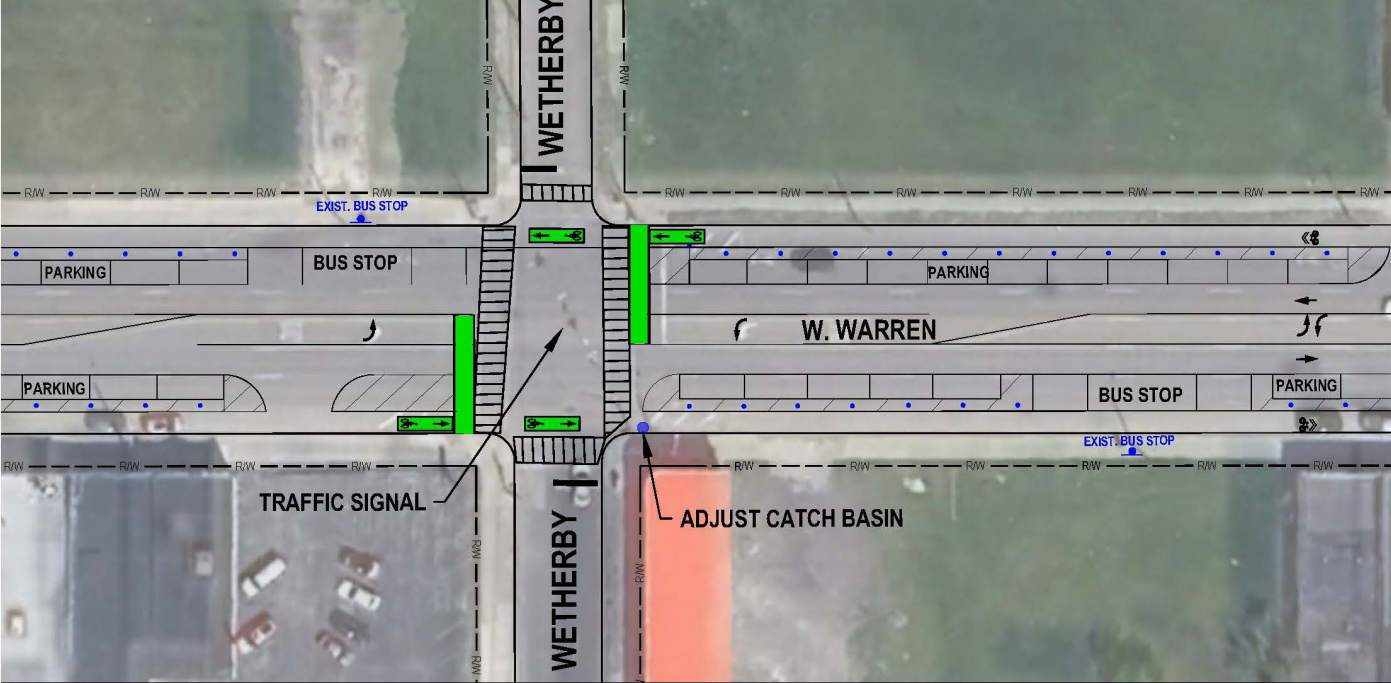 WETHERBY
R/W
R/W
R/W
R/W
R/W
R/W
R/W
R/W
R/W
R/W
R/W
R/W
R/W
EXIST. BUS STOP
PARKING
BUS STOP
PARKING
W. WARREN
PARKING
BUS STOP
PARKING
EXIST. BUS STOP
R/W
R/W
R/W
R/W
R/W
R/W
R/W
R/W
R/W
R/W
TRAFFIC SIGNAL
ADJUST CATCH BASIN
R/W
R/W
R/W
WETHERBY